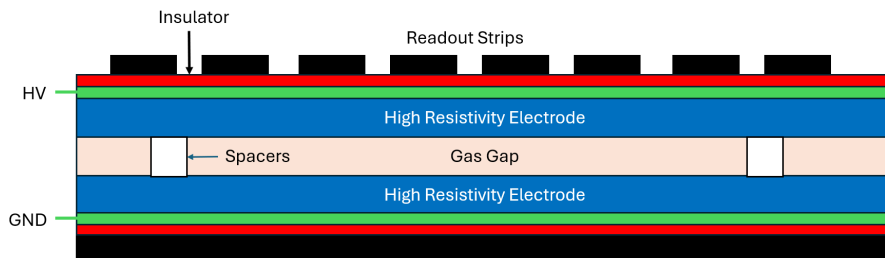 Insulator
Readout Strips
HV
High Resistivity Electrode
Spacers
Gas Gap
High Resistivity Electrode
GND